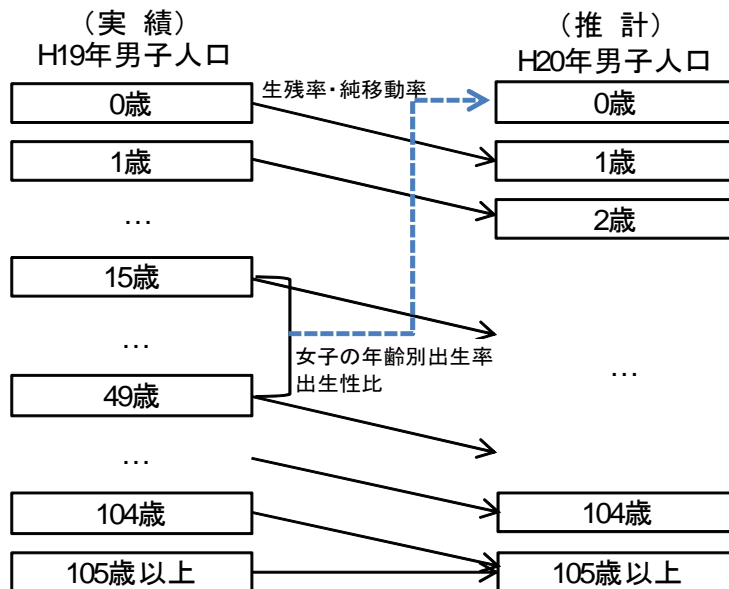 （実 績）
H19年男子人口
0歳
1歳
…
15歳
…
49歳
…
104歳
105歳以上
生残率・純移動率
女子の年齢別出生率
出生性比
（推 計）
H20年男子人口
0歳
1歳
2歳
…
104歳
105歳以上